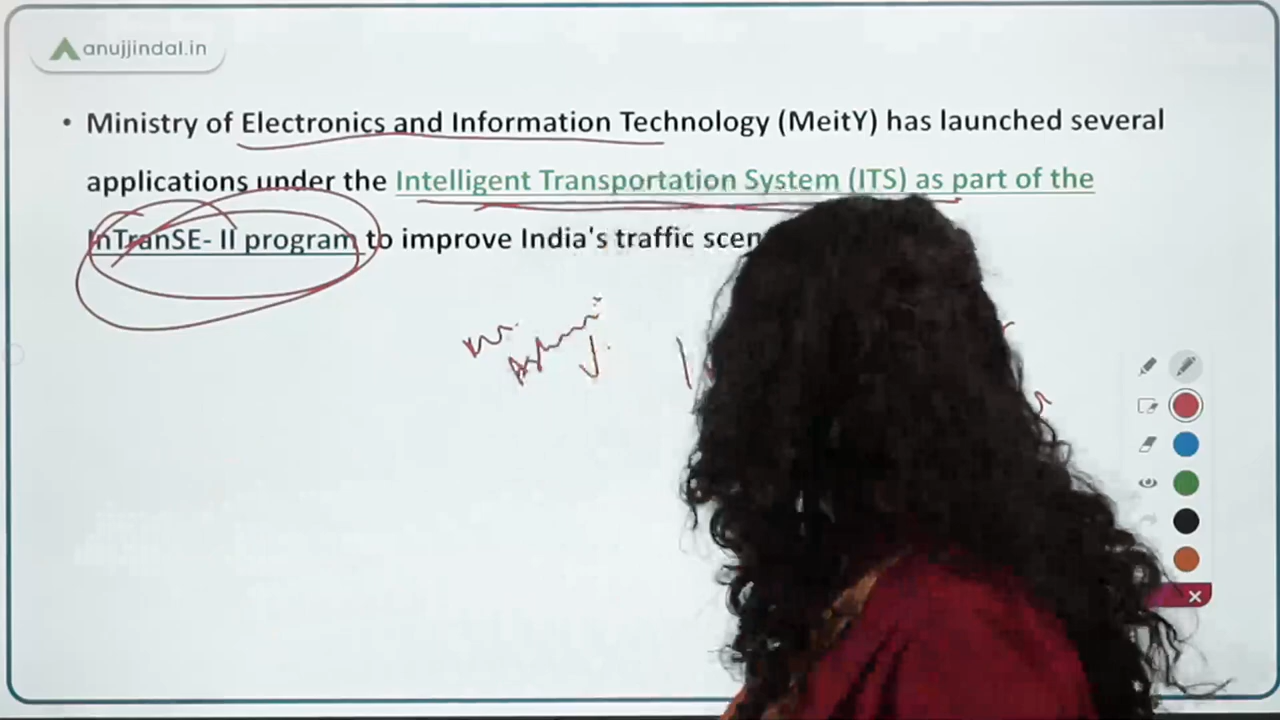 anujjindal.in
• Ministry of Electronics and Information Technology (MeitY) has launched several
applications under the Intelligent Transportation System (ITS) as part of the
InTranSE- II program to improve India's traffic scen